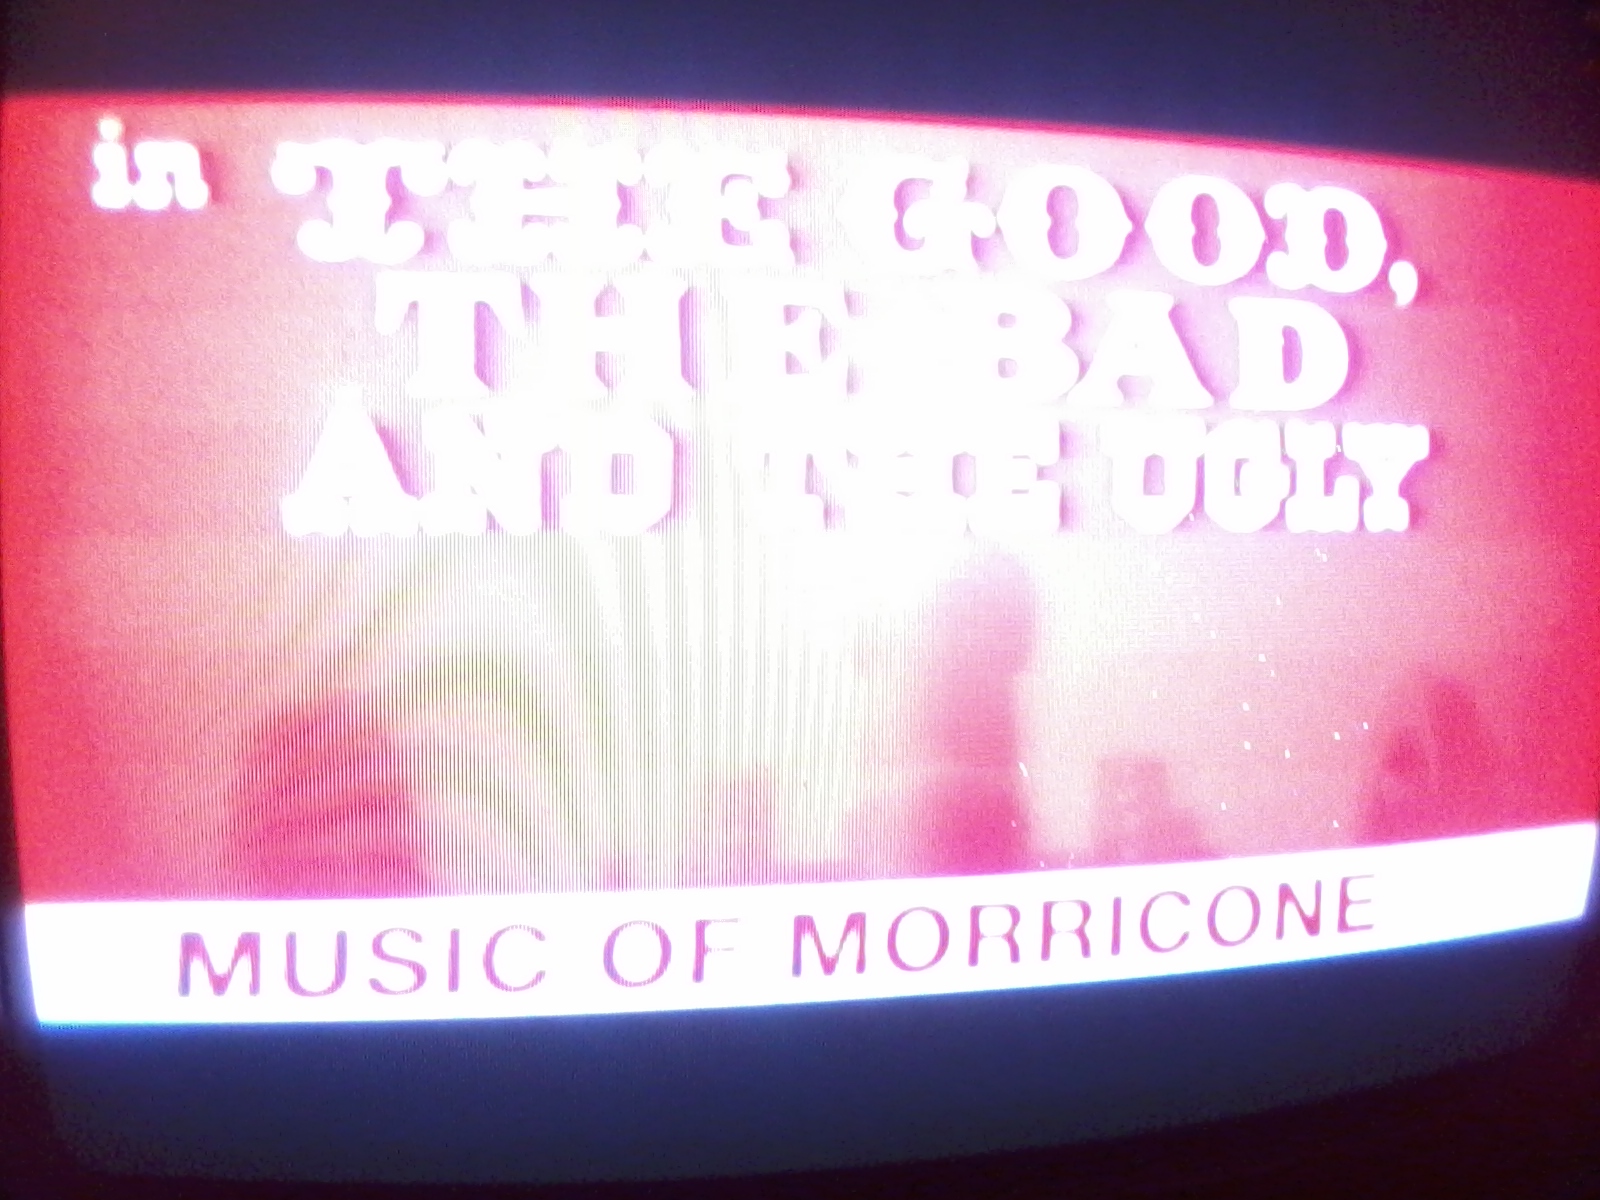 in THE GOOD,
THE BAD
AND THE UGLY
MUSIC OF MORRICONE